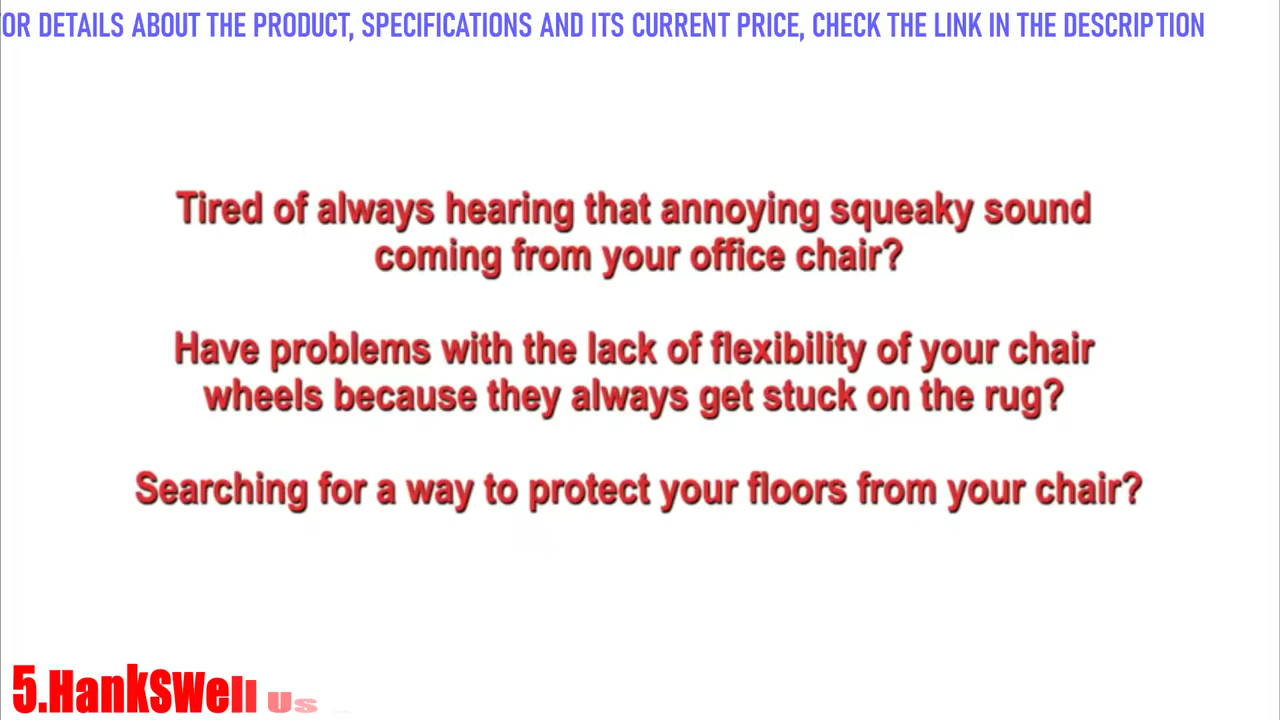 OR DETAILS ABOUT THE PRODUCT, SPECIFICATIONS AND ITS CURRENT PRICE, CHECK THE LINK IN THE DESCRIPTION
Tired of always hearing that annoying squeaky sound
coming from your office chair?
Have problems with the lack of flexibility of your chair
wheels because they always get stuck on the rug?
Searching for a way to protect your floors from your chair?
5.HankSWell Us